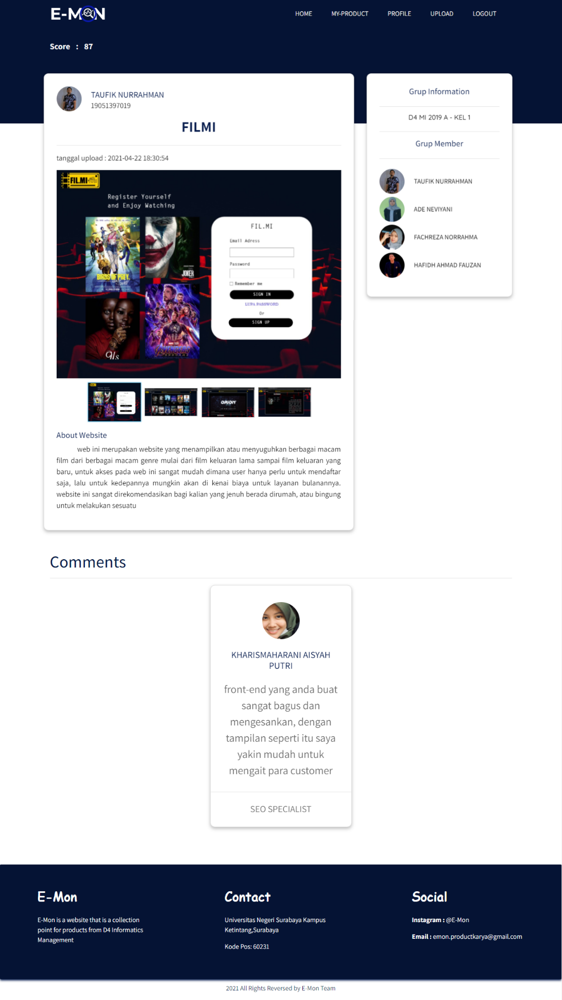 E-MON
HOME MY-PRODUCT PROFILE UPLOAD LOGOUT
Score : 87
TAUFIK NURRAHMAN
19051397019
FILMI
tanggal upload : 2021-04-22 18:30:54
FIL.MI
Register Yourself
and Enjoy Watching
BIRDS OF PREY
JOKER
Us
AVENGERS
ENDGAME
FIL.MI
Email Adress
Password
Remember me
SIGN IN
LUPA PASSWORD
Or
SIGN UP
ORION
About Website
web ini merupakan website yang menampilkan atau menyuguhkan berbagai macam
film dari berbagai macam genre mulai dari film keluaran lama sampai film keluaran yang
baru, untuk akses pada web ini sangat mudah dimana user hanya perlu untuk mendaftar
saja, lalu untuk kedepannya mungkin akan di kenai biaya untuk layanan bulanannya.
website ini sangat direkomendasikan bagi kalian yang jenuh berada dirumah, atau bingung
untuk melakukan sesuatu
Grup Information
D4 MI 2019 A - KEL 1
Grup Member
TAUFIK NURRAHMAN
ADE NEVIYANI
FACHREZA NORRAHMA
HAFIDH AHMAD FAUZAN
Comments
KHARISMAHARANI AISYAH
PUTRI
front-end yang anda buat
sangat bagus dan
mengesankan, dengan
tampilan seperti itu saya
yakin mudah untuk
mengait para customer
SEO SPECIALIST
E-Mon
E-Mon is a website that is a collection
point for products from D4 Informatics
Management
Contact
Universitas Negeri Surabaya Kampus
Ketintang,Surabaya
Kode Pos: 60231
Social
Instagram : @E-Mon
Email : emon.productkarya@gmail.com
2021 All Rights Reversed by E-Mon Team